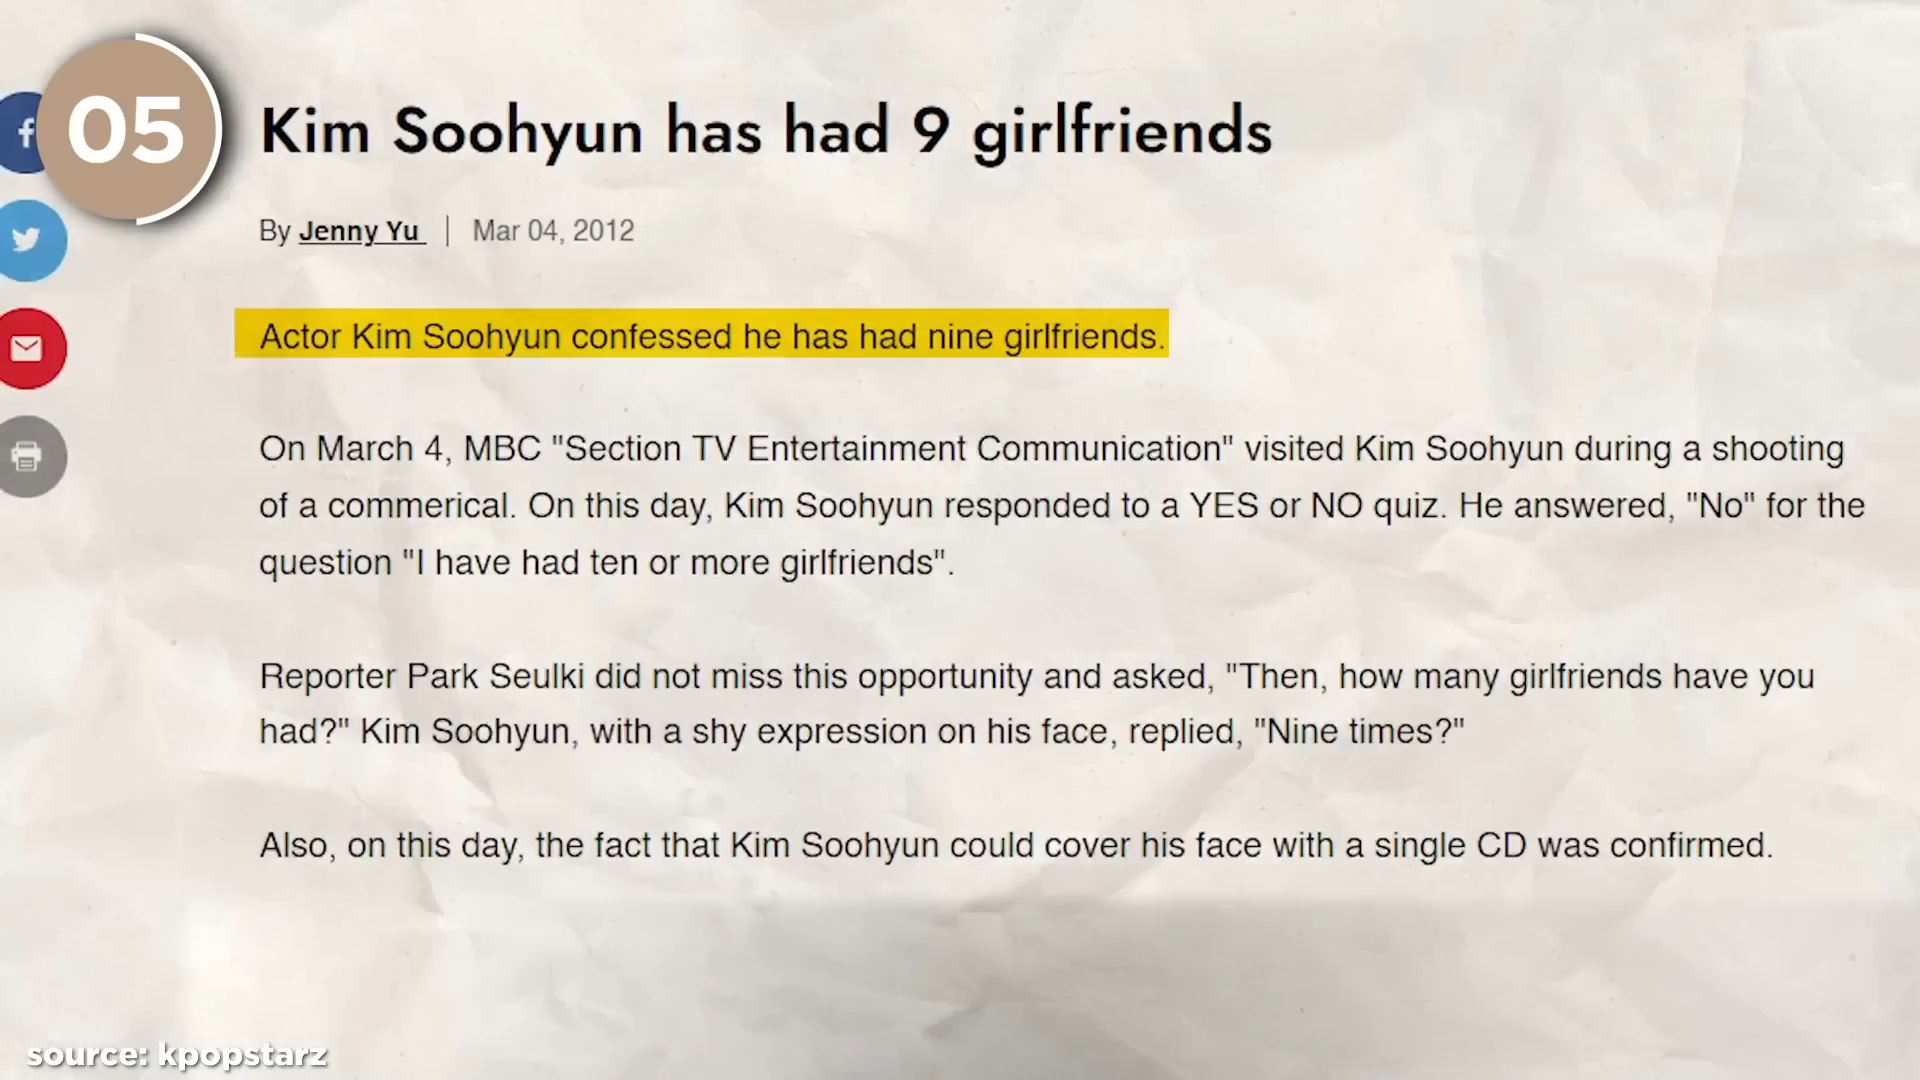 05
f
Kim Soohyun has had 9 girlfriends
By Jenny Yu | Mar 04, 2012
Actor Kim Soohyun confessed he has had nine girlfriends.
On March 4, MBC "Section TV Entertainment Communication" visited Kim Soohyun during a shooting
of a commerical. On this day, Kim Soohyun responded to a YES or NO quiz. He answered, "No" for the
question "I have had ten or more girlfriends".
Reporter Park Seulki did not miss this opportunity and asked, "Then, how many girlfriends have you
had?" Kim Soohyun, with a shy expression on his face, replied, "Nine times?"
Also, on this day, the fact that Kim Soohyun could cover his face with a single CD was confirmed.
source: kpopstarz